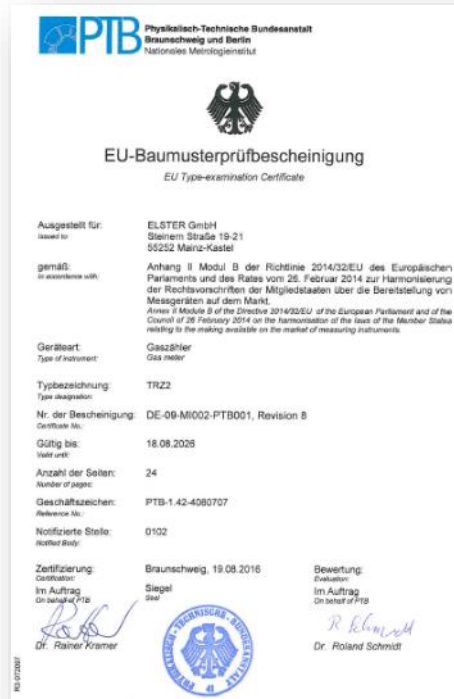 PTB
Physikalisch-Technische Bundesanstalt
Braunschweig und Berlin
Nationales Metrologieinstitut
EU-Baumusterprüfbescheinigung
EU Type-examination Certificate
Ausgestellt für: ELSTER GmbH
Issued to: Steinern Straße 19-21
55252 Mainz-Kastel
gemäß: Anhang II Modul B der Richtlinie 2014/32/EU des Europäischen
In accordance with: Parlaments und des Rates vom 26. Februar 2014 zur Harmonisierung
der Rechtsvorschriften der Mitgliedstaaten über die Bereitstellung von
Messgeräten auf dem Markt.
Annex II Module B of the Directive 2014/32/EU of the European Parliament and of the
Council of 26 February 2014 on the harmonisation of the laws of the Member States
relating to the making available on the market of measuring instruments.
Geräteart: Gaszähler
Type of instrument: Gas meter
Typbezeichnung: TRZ2
Type designation:
Nr. der Bescheinigung: DE-09-MI002-PTB001, Revision 8
Certificate No.:
Gültig bis: 18.08.2026
Valid until:
Anzahl der Seiten: 24
Number of pages:
Geschäftszeichen: PTB-1.42-4080707
Reference No.:
Notifizierte Stelle: 0102
Notified Body:
Zertifizierung: Braunschweig, 19.08.2016 Bewertung:
Certification: Evaluation:
Im Auftrag Siegel Im Auftrag
On behalf of PTB Seal On behalf of PTB
R. Schmidt
Dr. Rainer Kramer Dr. Roland Schmidt
PHYSIKALISCH-TECHNISCHE BUNDESANSTALT
41